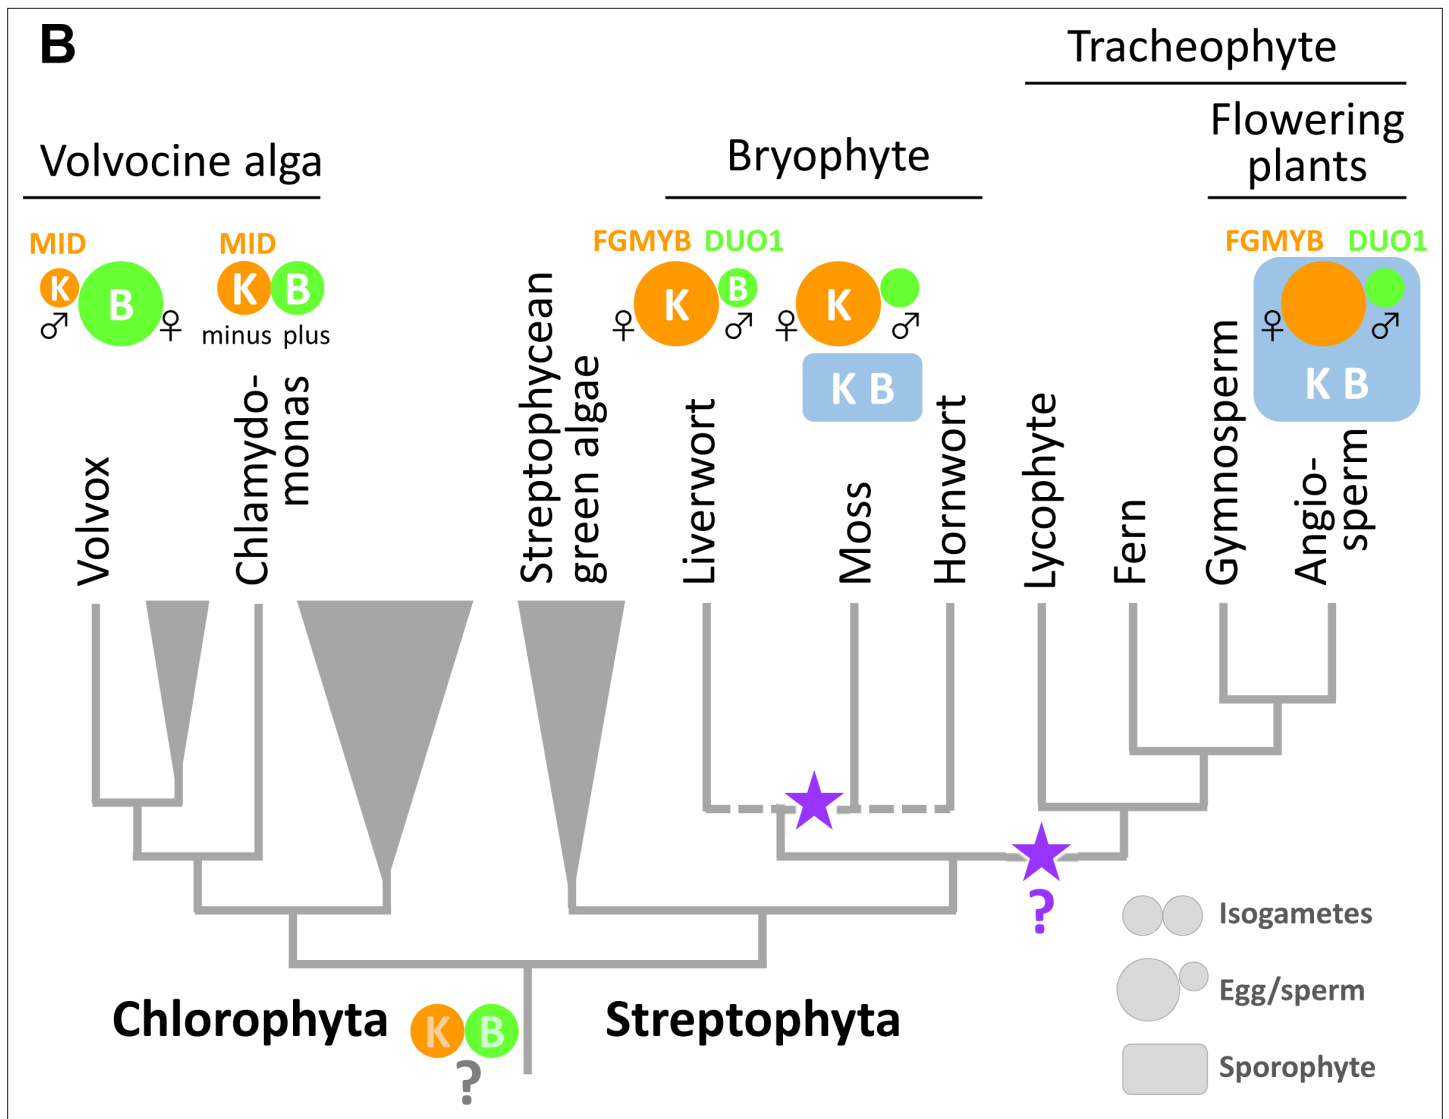 B
Tracheophyte
Flowering
plants
Volvocine alga
Bryophyte
MID
MID
FGMYB DUO1
FGMYB DUO1
K
B
K
B
K
B
K
♂
♀
minus plus
♀
♂
♀
♂
♀
♂
K B
K B
Volvox
Chlamydo-
monas
Streptophycean
green algae
Liverwort
Moss
Hornwort
Lycophyte
Fern
Gymnosperm
Angio-
sperm
?
Isogametes
Egg/sperm
Sporophyte
Chlorophyta
K
B
?
Streptophyta